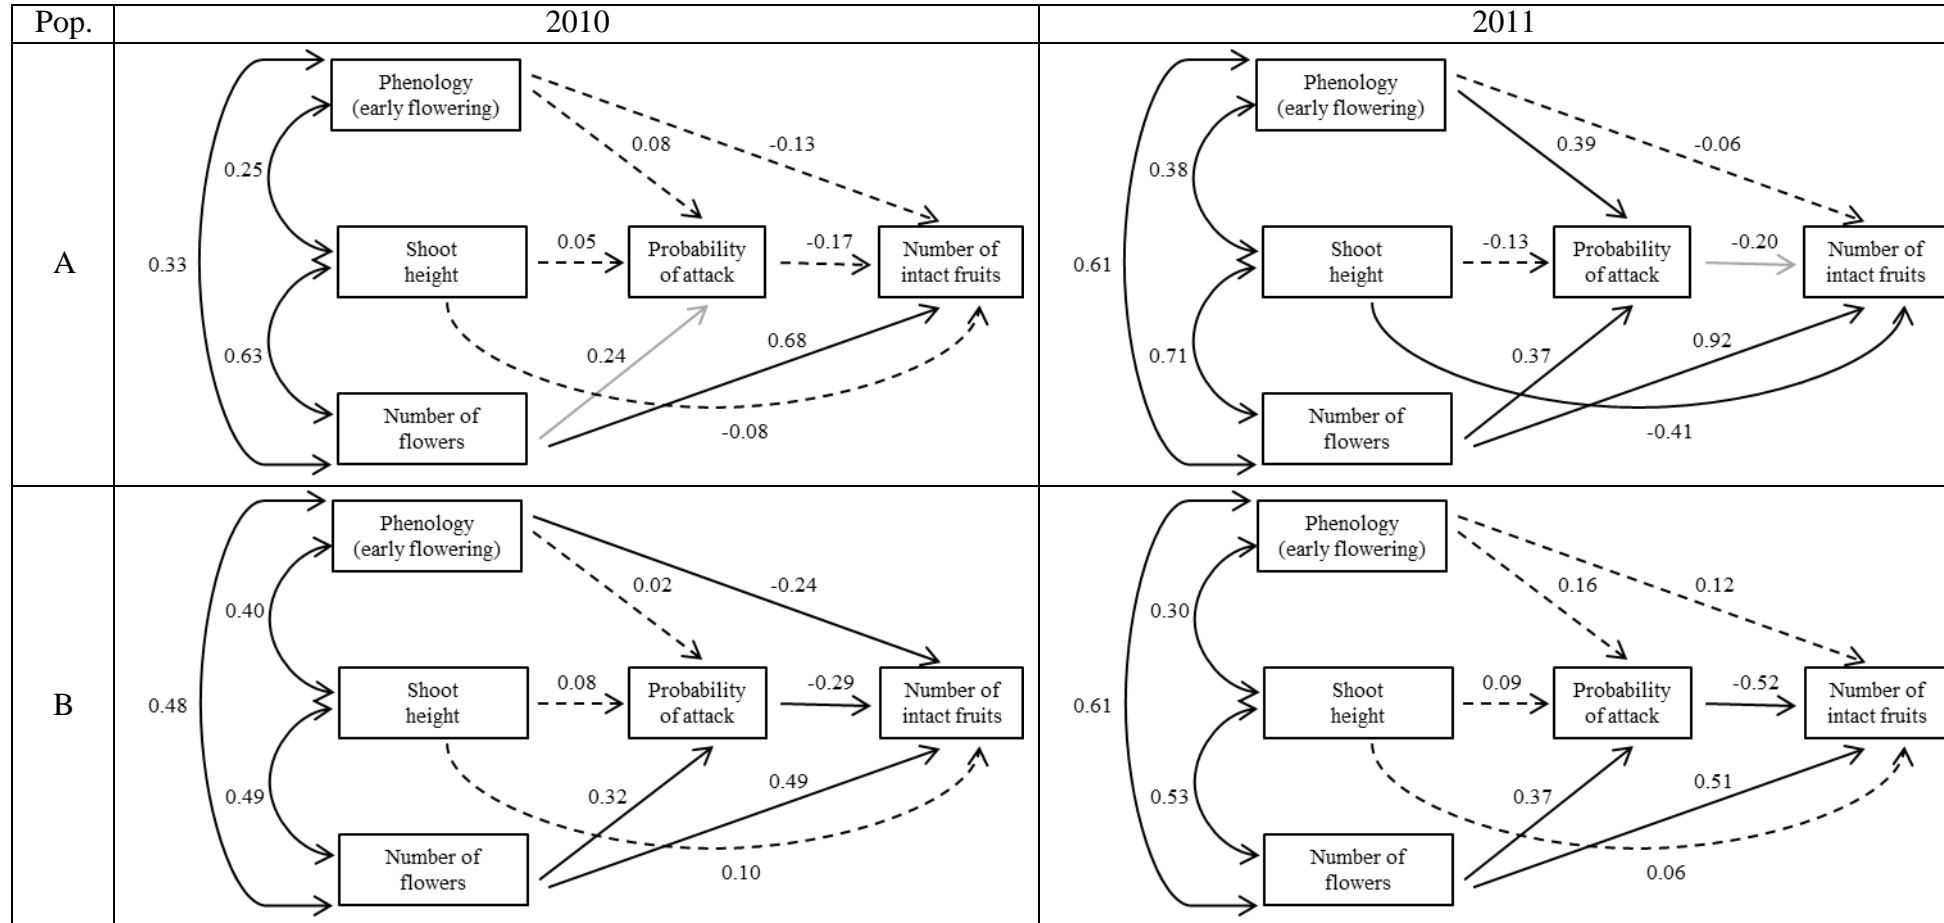 Pop.
2010
2011
A
Phenology
(early flowering)
0.08
-0.13
0.25
Shoot
height
0.05
Probability
of attack
-0.17
Number of
intact fruits
0.33
0.63
0.24
0.68
Number of
flowers
-0.08
Phenology
(early flowering)
0.39
-0.06
0.38
Shoot
height
-0.13
Probability
of attack
-0.20
Number of
intact fruits
0.61
0.71
0.37
0.92
Number of
flowers
-0.41
B
Phenology
(early flowering)
0.02
-0.24
0.40
Shoot
height
0.08
Probability
of attack
-0.29
Number of
intact fruits
0.48
0.49
0.32
0.49
Number of
flowers
0.10
Phenology
(early flowering)
0.16
0.12
0.30
Shoot
height
0.09
Probability
of attack
-0.52
Number of
intact fruits
0.61
0.53
0.37
0.51
Number of
flowers
0.06